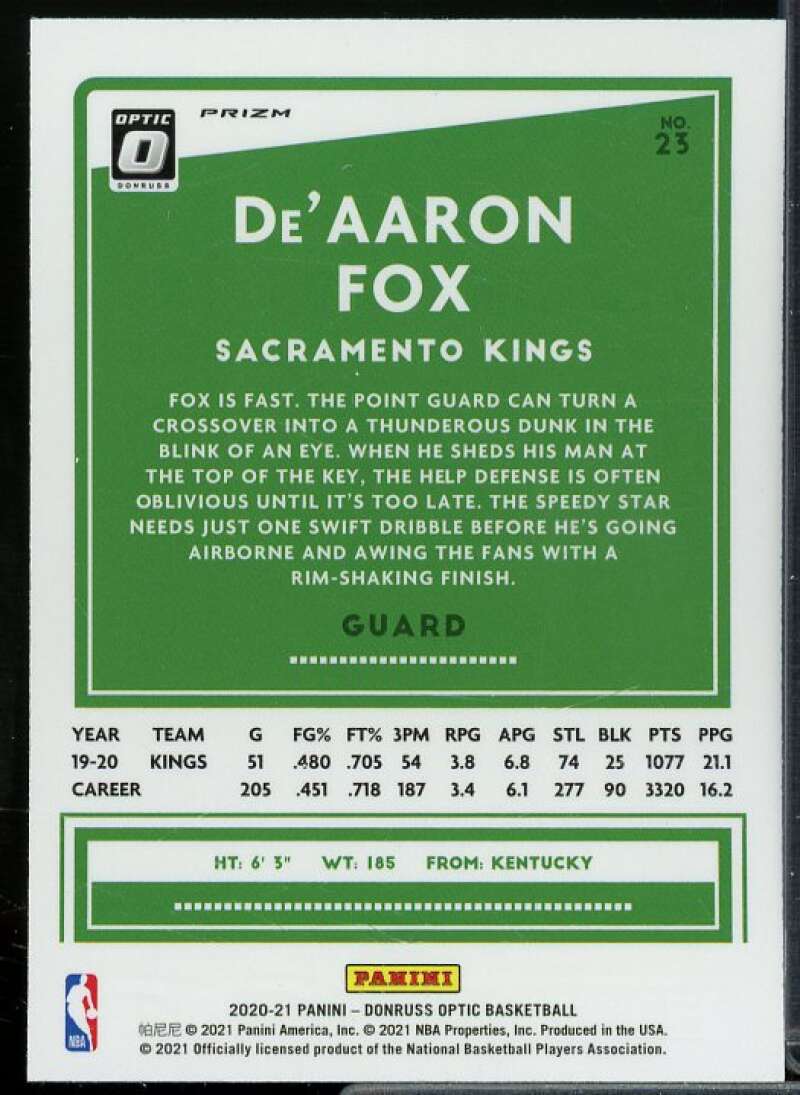 OPTIC
O
DONRUSS
PRIZM
NO.
23
DE'AARON
FOX
SACRAMENTO KINGS
FOX IS FAST. THE POINT GUARD CAN TURN A
CROSSOVER INTO A THUNDEROUS DUNK IN THE
BLINK OF AN EYE. WHEN HE SHEDS HIS MAN AT
THE TOP OF THE KEY, THE HELP DEFENSE IS OFTEN
OBLIVIOUS UNTIL IT'S TOO LATE. THE SPEEDY STAR
NEEDS JUST ONE SWIFT DRIBBLE BEFORE HE'S GOING
AIRBORNE AND AWING THE FANS WITH A
RIM-SHAKING FINISH.
GUARD
YEAR TEAM G FG% FT% 3PM RPG APG STL BLK PTS PPG
19-20 KINGS 51 .480 .705 54 3.8 6.8 74 25 1077 21.1
CAREER 205 .451 .718 187 3.4 6.1 277 90 3320 16.2
HT: 6' 3" WT: 185 FROM: KENTUCKY
PANINI
2020-21 PANINI – DONRUSS OPTIC BASKETBALL
帕尼尼 © 2021 Panini America, Inc. © 2021 NBA Properties, Inc. Produced in the USA.
© 2021 Officially licensed product of the National Basketball Players Association.
NBA